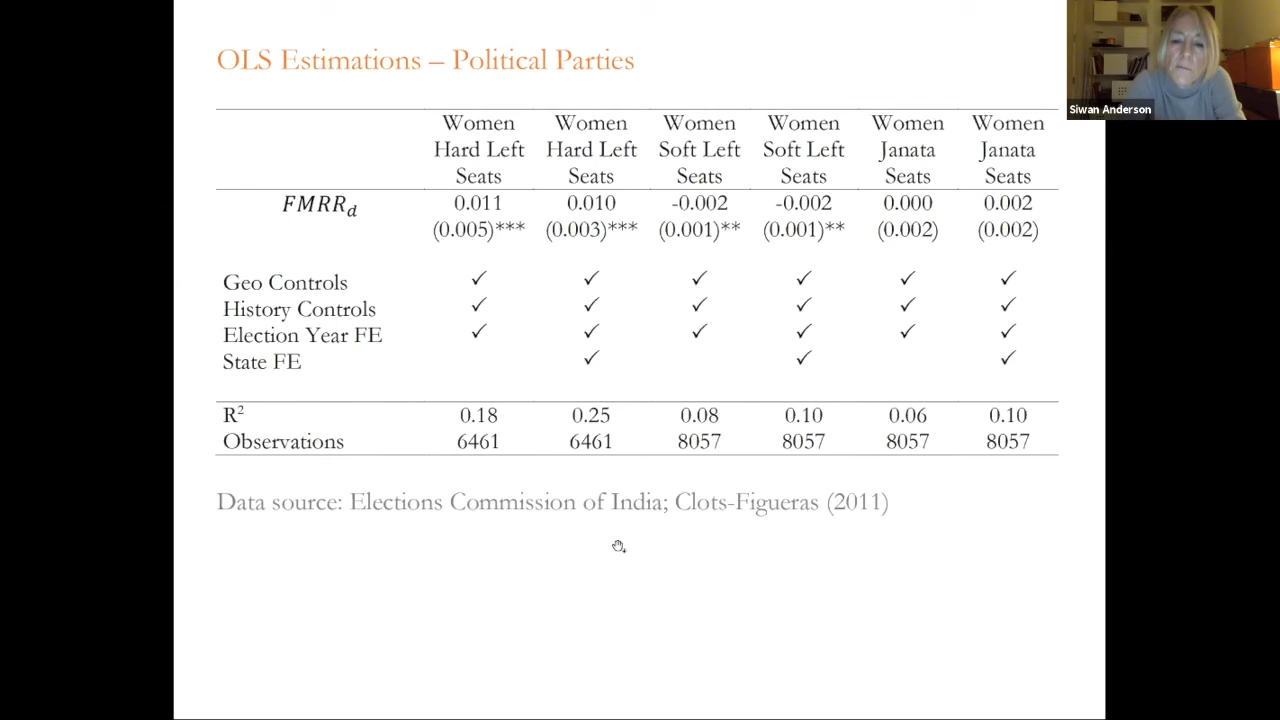 OLS Estimations – Political Parties
Siwan Anderson
Women Women Women Women Women Women
Hard Left Hard Left Soft Left Soft Left Janata Janata
Seats Seats Seats Seats Seats Seats
FMRR_d 0.011 0.010 -0.002 -0.002 0.000 0.002
(0.005)*** (0.003)*** (0.001)** (0.001)** (0.002) (0.002)
Geo Controls ✓ ✓ ✓ ✓ ✓ ✓
History Controls ✓ ✓ ✓ ✓ ✓ ✓
Election Year FE ✓ ✓ ✓ ✓ ✓ ✓
State FE ✓ ✓ ✓
R² 0.18 0.25 0.08 0.10 0.06 0.10
Observations 6461 6461 8057 8057 8057 8057
Data source: Elections Commission of India; Clots-Figueras (2011)